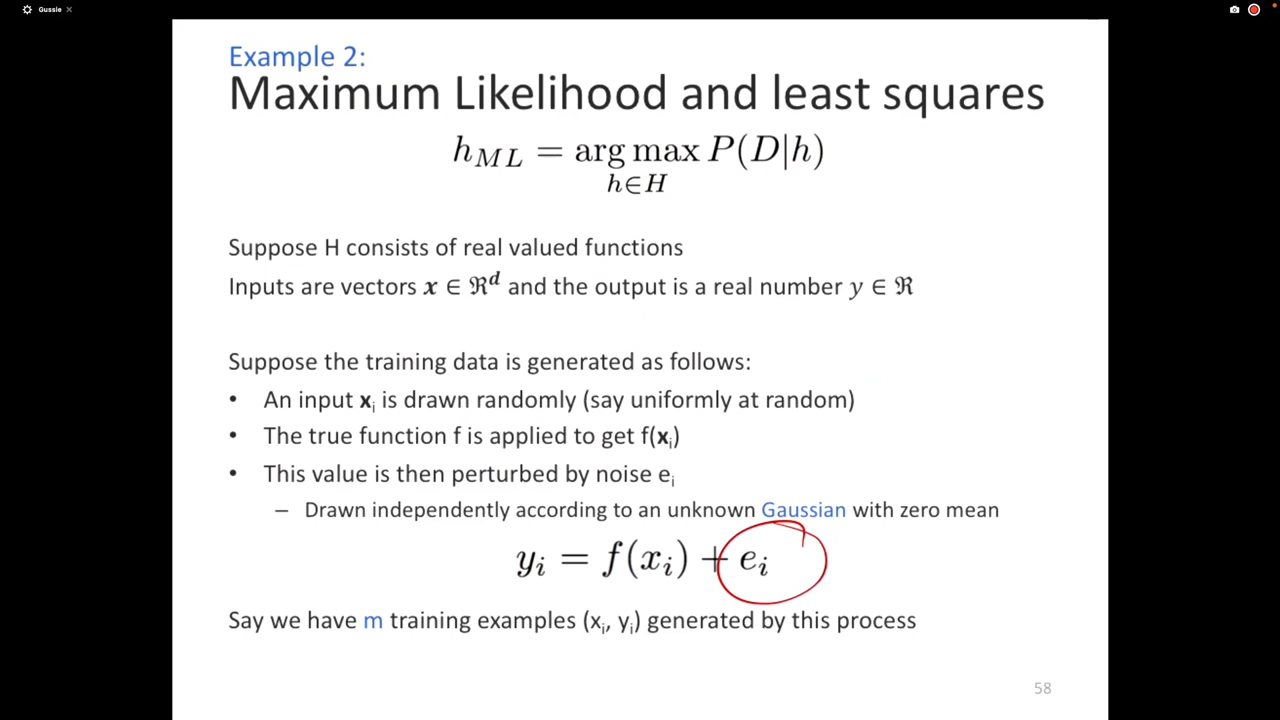 Gussie
Example 2:
Maximum Likelihood and least squares
h_{ML} = arg max P(D|h)
h∈H
Suppose H consists of real valued functions
Inputs are vectors x ∈ ℜ^d and the output is a real number y ∈ ℜ
Suppose the training data is generated as follows:
• An input x_i is drawn randomly (say uniformly at random)
• The true function f is applied to get f(x_i)
• This value is then perturbed by noise e_i
– Drawn independently according to an unknown Gaussian with zero mean
y_i = f(x_i) + e_i
Say we have m training examples (x_i, y_i) generated by this process
58